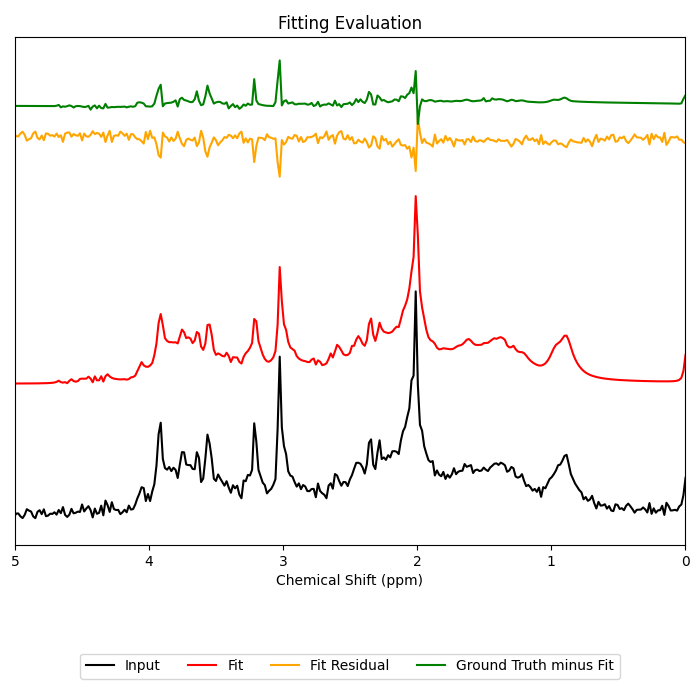 Fitting Evaluation
5 4 3 2 1 0
Chemical Shift (ppm)
Input Fit Fit Residual Ground Truth minus Fit